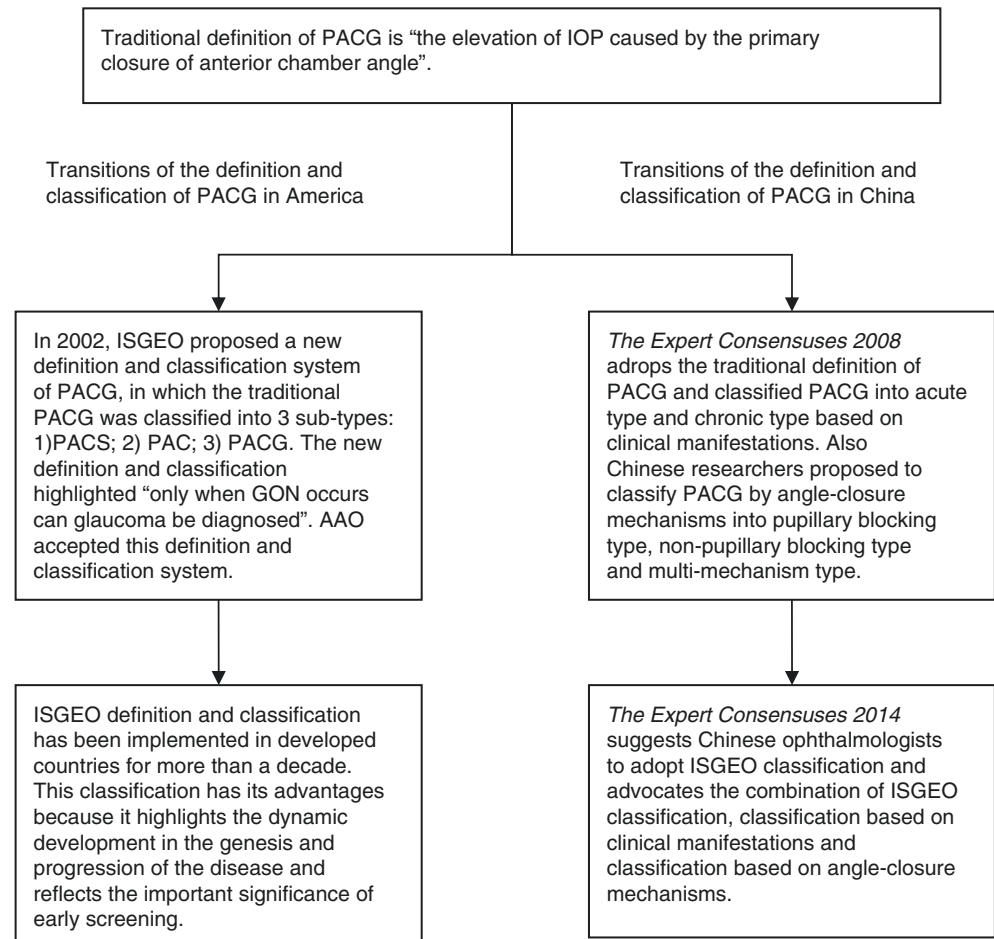 Traditional definition of PACG is “the elevation of IOP caused by the primary
closure of anterior chamber angle”.
Transitions of the definition and
classification of PACG in America
Transitions of the definition and
classification of PACG in China
In 2002, ISGEO proposed a new
definition and classification system
of PACG, in which the traditional
PACG was classified into 3 sub-types:
1)PACS; 2) PAC; 3) PACG. The new
definition and classification
highlighted “only when GON occurs
can glaucoma be diagnosed”. AAO
accepted this definition and
classification system.
The Expert Consensuses 2008
adrops the traditional definition of
PACG and classified PACG into acute
type and chronic type based on
clinical manifestations. Also
Chinese researchers proposed to
classify PACG by angle-closure
mechanisms into pupillary blocking
type, non-pupillary blocking type
and multi-mechanism type.
ISGEO definition and classification
has been implemented in developed
countries for more than a decade.
This classification has its advantages
because it highlights the dynamic
development in the genesis and
progression of the disease and
reflects the important significance of
early screening.
The Expert Consensuses 2014
suggests Chinese ophthalmologists
to adopt ISGEO classification and
advocates the combination of ISGEO
classification, classification based on
clinical manifestations and
classification based on angle-closure
mechanisms.